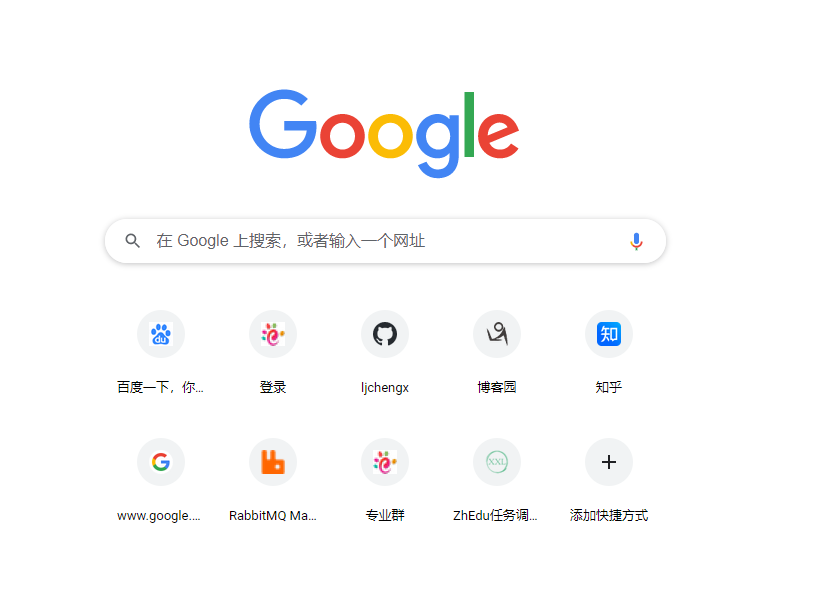 Google
在 Google 上搜索，或者输入一个网址
du
知
百度一下，你...
登录
ljchengx
博客园
知乎
XXL
www.google....
RabbitMQ Ma...
专业群
ZhEdu任务调...
添加快捷方式